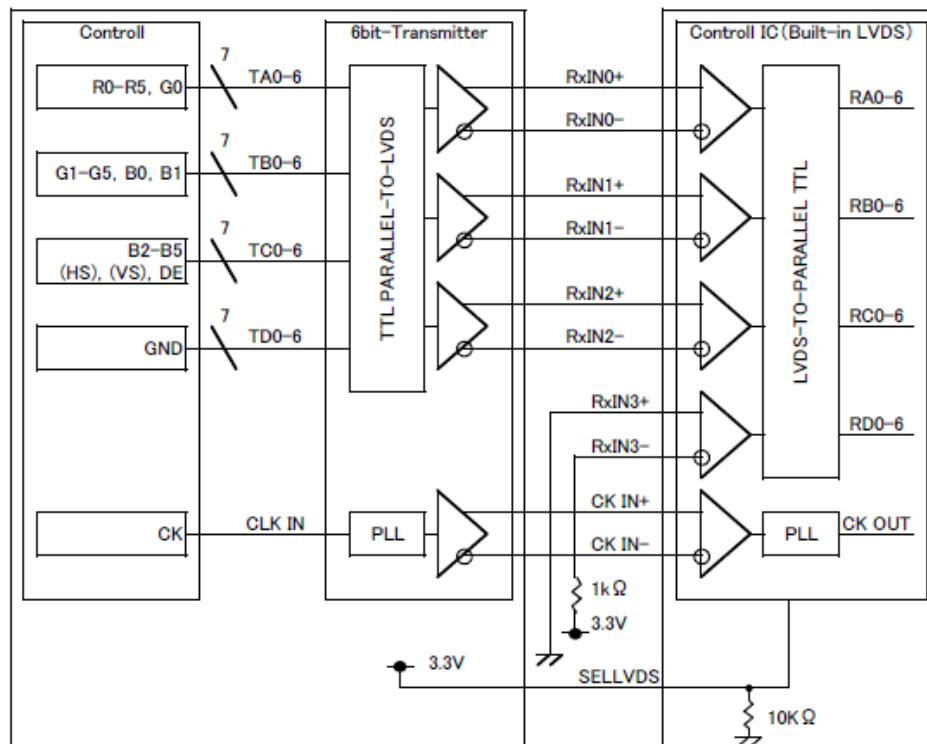 Controll
6bit-Transmitter
Controll IC(Built-in LVDS)
7
TA0-6
R0-R5, G0
RxIN0+
RxIN0-
RA0-6
7
TB0-6
G1-G5, B0, B1
RxIN1+
RxIN1-
RB0-6
7
TC0-6
B2-B5
(HS), (VS), DE
TTL PARALLEL-TO-LVDS
LVDS-TO-PARALLEL TTL
RxIN2+
RxIN2-
RC0-6
7
TD0-6
GND
RxIN3+
RxIN3-
RD0-6
CK
CLK IN
PLL
CK IN+
CK IN-
PLL
CK OUT
1kΩ
3.3V
3.3V
SELLVDS
10KΩ